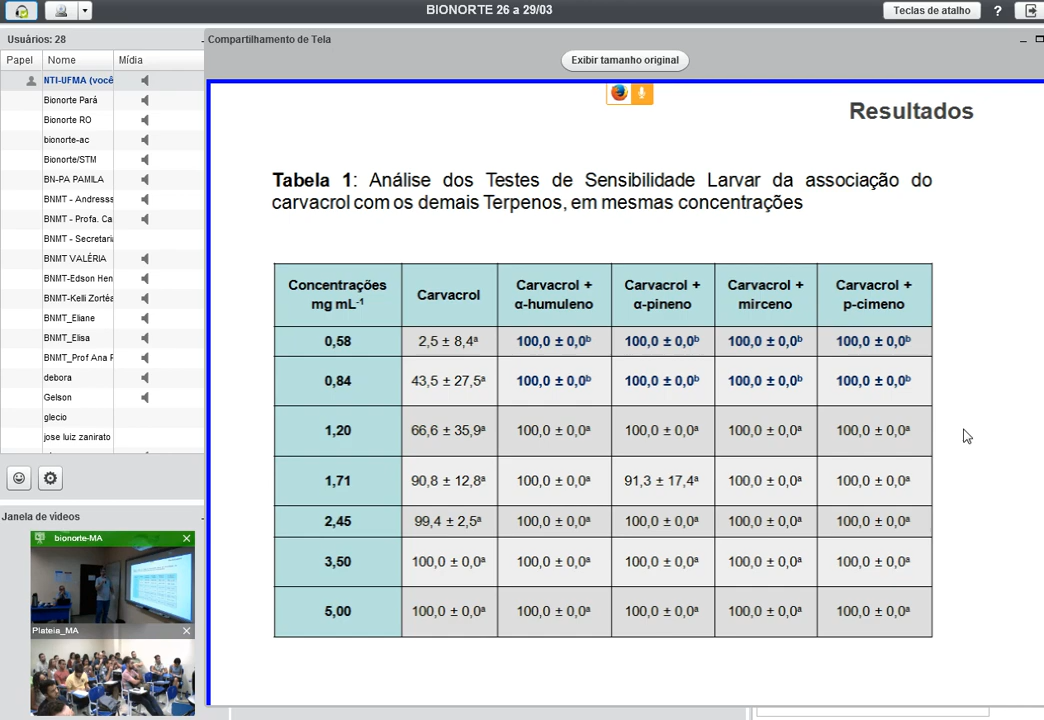 BIONORTE 26 a 29/03
Teclas de atalho
?
Usuários: 28
Papel Nome Mídia
NTI-UFMA (você
Bionorte Pará
Bionorte RO
bionorte-ac
Bionorte/STM
BN-PA PAMILA
BNMT - Andresss
BNMT - Profa. Ca
BNMT - Secretari
BNMT VALÉRIA
BNMT-Edson Hen
BNMT-Kelli Zortéa
BNMT_Eliane
BNMT_Elisa
BNMT_Prof Ana P
debora
Gelson
glecio
jose luiz zanirato
Janela de videos
bionorte-MA
Plateia_MA
Compartilhamento de Tela
Exibir tamanho original
Resultados
Tabela 1: Análise dos Testes de Sensibilidade Larvar da associação do
carvacrol com os demais Terpenos, em mesmas concentrações
Concentrações mg mL⁻¹ Carvacrol Carvacrol + α-humuleno Carvacrol + α-pineno Carvacrol + mirceno Carvacrol + p-cimeno
0,58 2,5 ± 8,4ª 100,0 ± 0,0ᵇ 100,0 ± 0,0ᵇ 100,0 ± 0,0ᵇ 100,0 ± 0,0ᵇ
0,84 43,5 ± 27,5ª 100,0 ± 0,0ᵇ 100,0 ± 0,0ᵇ 100,0 ± 0,0ᵇ 100,0 ± 0,0ᵇ
1,20 66,6 ± 35,9ª 100,0 ± 0,0ª 100,0 ± 0,0ª 100,0 ± 0,0ª 100,0 ± 0,0ª
1,71 90,8 ± 12,8ª 100,0 ± 0,0ª 91,3 ± 17,4ª 100,0 ± 0,0ª 100,0 ± 0,0ª
2,45 99,4 ± 2,5ª 100,0 ± 0,0ª 100,0 ± 0,0ª 100,0 ± 0,0ª 100,0 ± 0,0ª
3,50 100,0 ± 0,0ª 100,0 ± 0,0ª 100,0 ± 0,0ª 100,0 ± 0,0ª 100,0 ± 0,0ª
5,00 100,0 ± 0,0ª 100,0 ± 0,0ª 100,0 ± 0,0ª 100,0 ± 0,0ª 100,0 ± 0,0ª